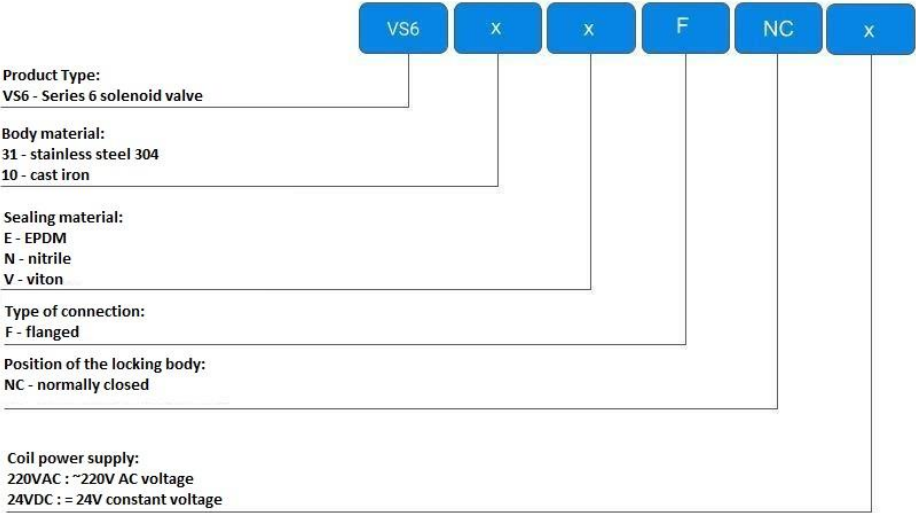 VS6 x x F NC x
Product Type:
VS6 - Series 6 solenoid valve
Body material:
31 - stainless steel 304
10 - cast iron
Sealing material:
E - EPDM
N - nitrile
V - viton
Type of connection:
F - flanged
Position of the locking body:
NC - normally closed
Coil power supply:
220VAC : ~220V AC voltage
24VDC : = 24V constant voltage